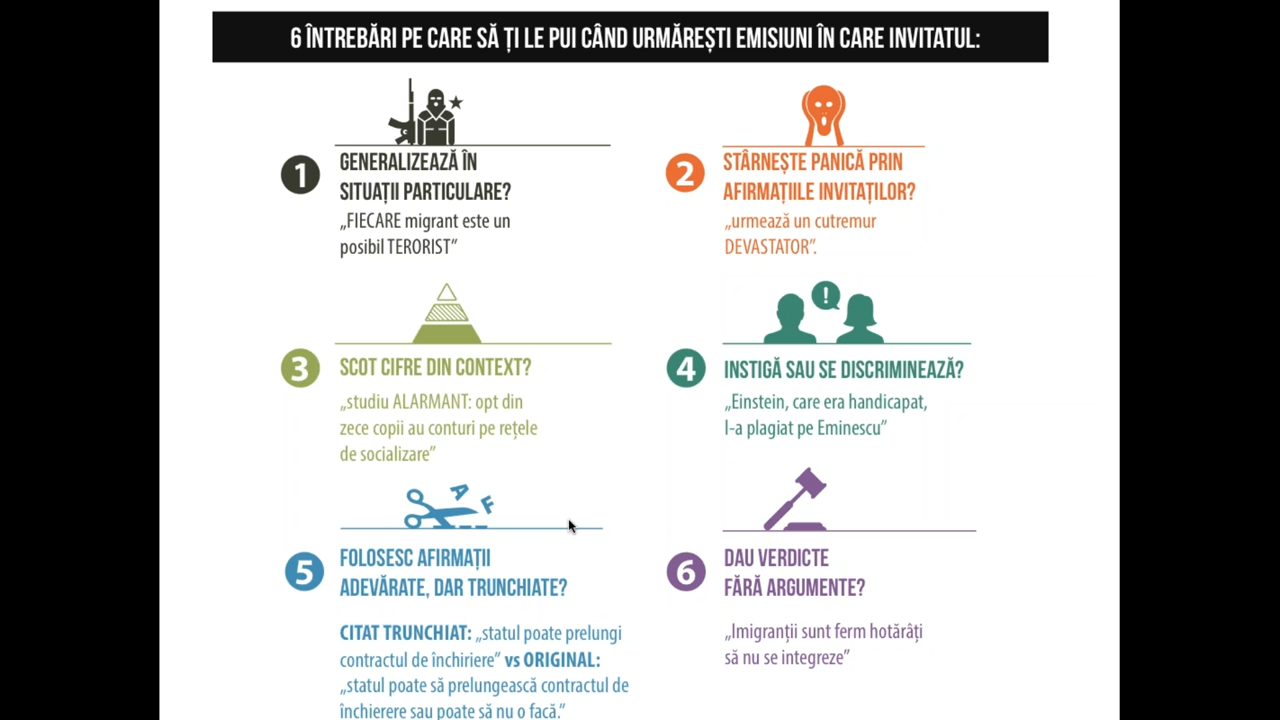 6 ÎNTREBĂRI PE CARE SĂ ȚI LE PUI CÂND URMĂREȘTI EMISIUNI ÎN CARE INVITATUL:
1
GENERALIZEAZĂ ÎN
SITUAȚII PARTICULARE?
„FIECARE migrant este un
posibil TERORIST”
2
STÂRNEȘTE PANICĂ PRIN
AFIRMAȚIILE INVITAȚILOR?
„urmează un cutremur
DEVASTATOR”.
3
SCOT CIFRE DIN CONTEXT?
„studiu ALARMANT: opt din
zece copii au conturi pe rețele
de socializare”
4
INSTIGĂ SAU SE DISCRIMINEAZĂ?
„Einstein, care era handicapat,
l-a plagiat pe Eminescu”
A F
5
FOLOSESC AFIRMAȚII
ADEVĂRATE, DAR TRUNCHIATE?
CITAT TRUNCHIAT: „statul poate prelungi
contractul de închiriere” vs ORIGINAL:
„statul poate să prelungească contractul de
închierere sau poate să nu o facă.”
6
DAU VERDICTE
FĂRĂ ARGUMENTE?
„Imigranții sunt ferm hotărâți
să nu se integreze”